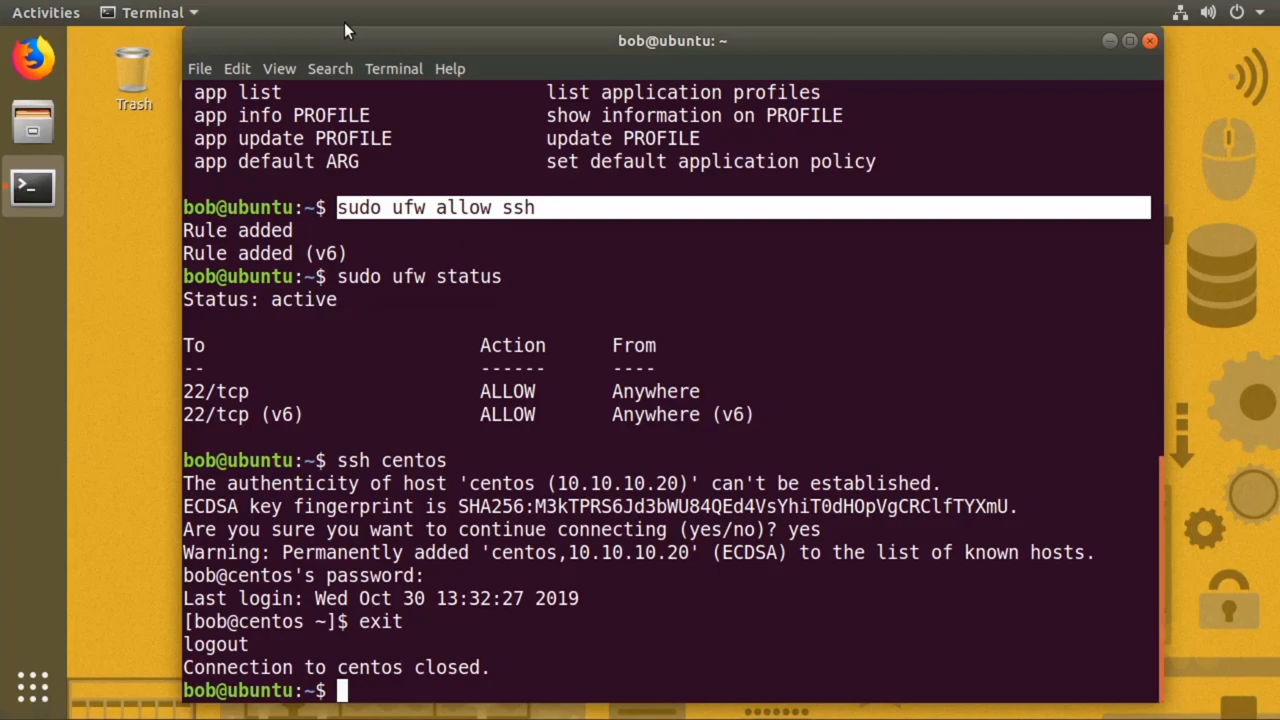 Activities Terminal
bob@ubuntu: ~
Trash
File Edit View Search Terminal Help
app list list application profiles
app info PROFILE show information on PROFILE
app update PROFILE update PROFILE
app default ARG set default application policy
bob@ubuntu:~$ sudo ufw allow ssh
Rule added
Rule added (v6)
bob@ubuntu:~$ sudo ufw status
Status: active
To Action From
-- ------ ----
22/tcp ALLOW Anywhere
22/tcp (v6) ALLOW Anywhere (v6)
bob@ubuntu:~$ ssh centos
The authenticity of host 'centos (10.10.10.20)' can't be established.
ECDSA key fingerprint is SHA256:M3kTPRS6Jd3bWU84QEd4VsYhiT0dHOpVgCRClfTYXmU.
Are you sure you want to continue connecting (yes/no)? yes
Warning: Permanently added 'centos,10.10.10.20' (ECDSA) to the list of known hosts.
bob@centos's password:
Last login: Wed Oct 30 13:32:27 2019
[bob@centos ~]$ exit
logout
Connection to centos closed.
bob@ubuntu:~$